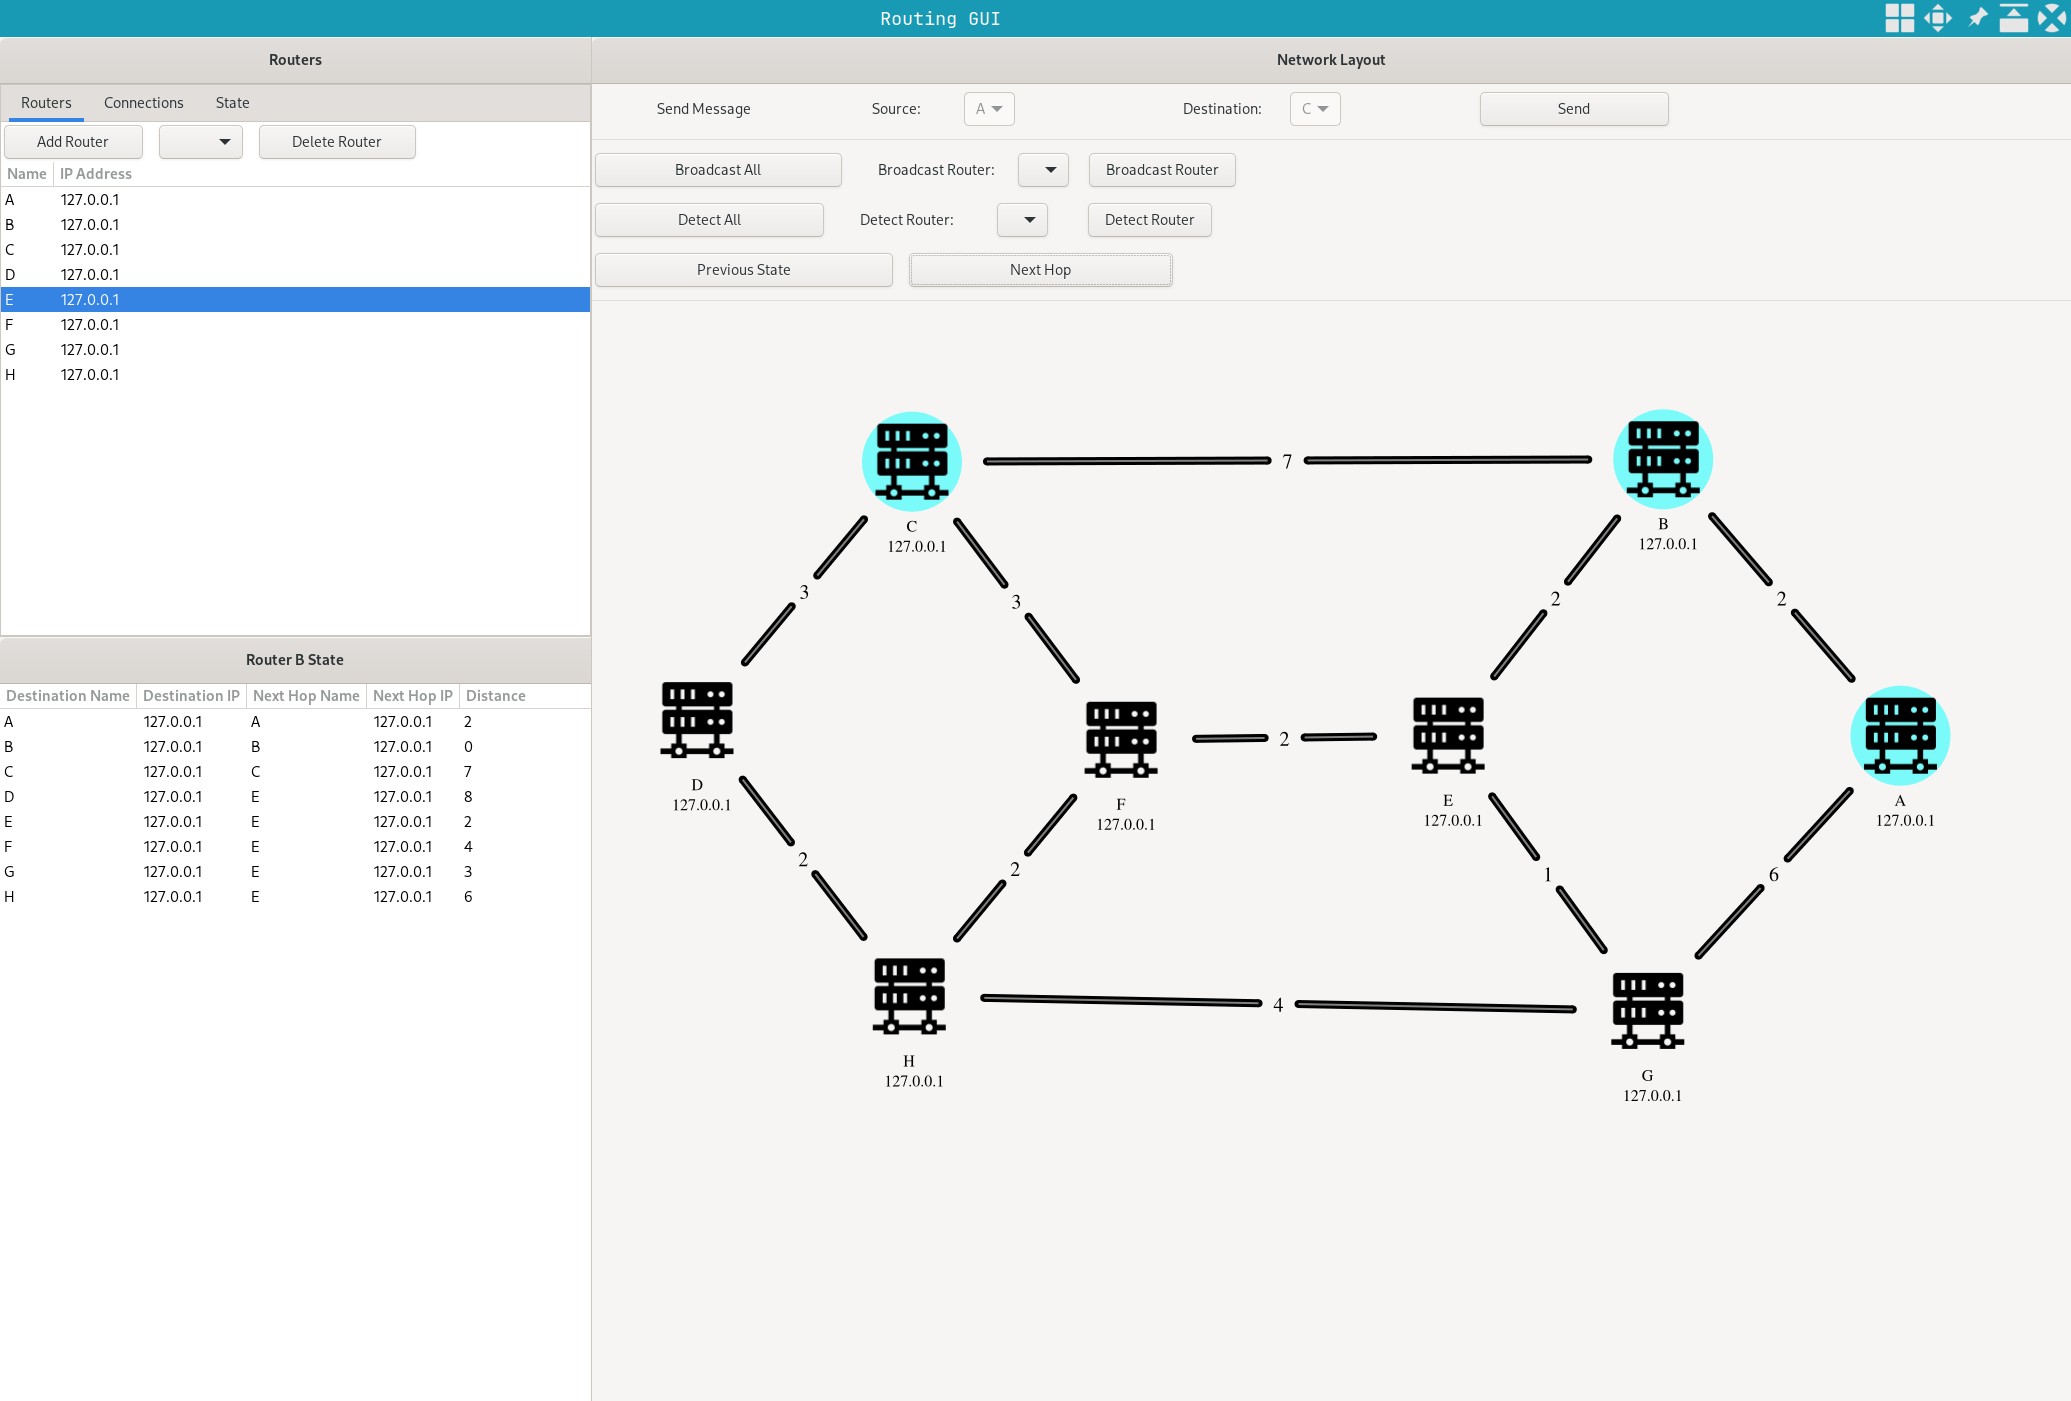 Routing GUI
Routers
Network Layout
Routers Connections State
Send Message Source: A Destination: C Send
Add Router Delete Router
Broadcast All Broadcast Router: Broadcast Router
Detect All Detect Router: Detect Router
Previous State Next Hop
Name IP Address
A 127.0.0.1
B 127.0.0.1
C 127.0.0.1
D 127.0.0.1
E 127.0.0.1
F 127.0.0.1
G 127.0.0.1
H 127.0.0.1
Router B State
Destination Name Destination IP Next Hop Name Next Hop IP Distance
A 127.0.0.1 A 127.0.0.1 2
B 127.0.0.1 B 127.0.0.1 0
C 127.0.0.1 C 127.0.0.1 7
D 127.0.0.1 E 127.0.0.1 8
E 127.0.0.1 E 127.0.0.1 2
F 127.0.0.1 E 127.0.0.1 4
G 127.0.0.1 E 127.0.0.1 3
H 127.0.0.1 E 127.0.0.1 6
7
C
127.0.0.1
B
127.0.0.1
3
3
2
2
2
D
127.0.0.1
F
127.0.0.1
E
127.0.0.1
A
127.0.0.1
2
2
1
6
4
H
127.0.0.1
G
127.0.0.1